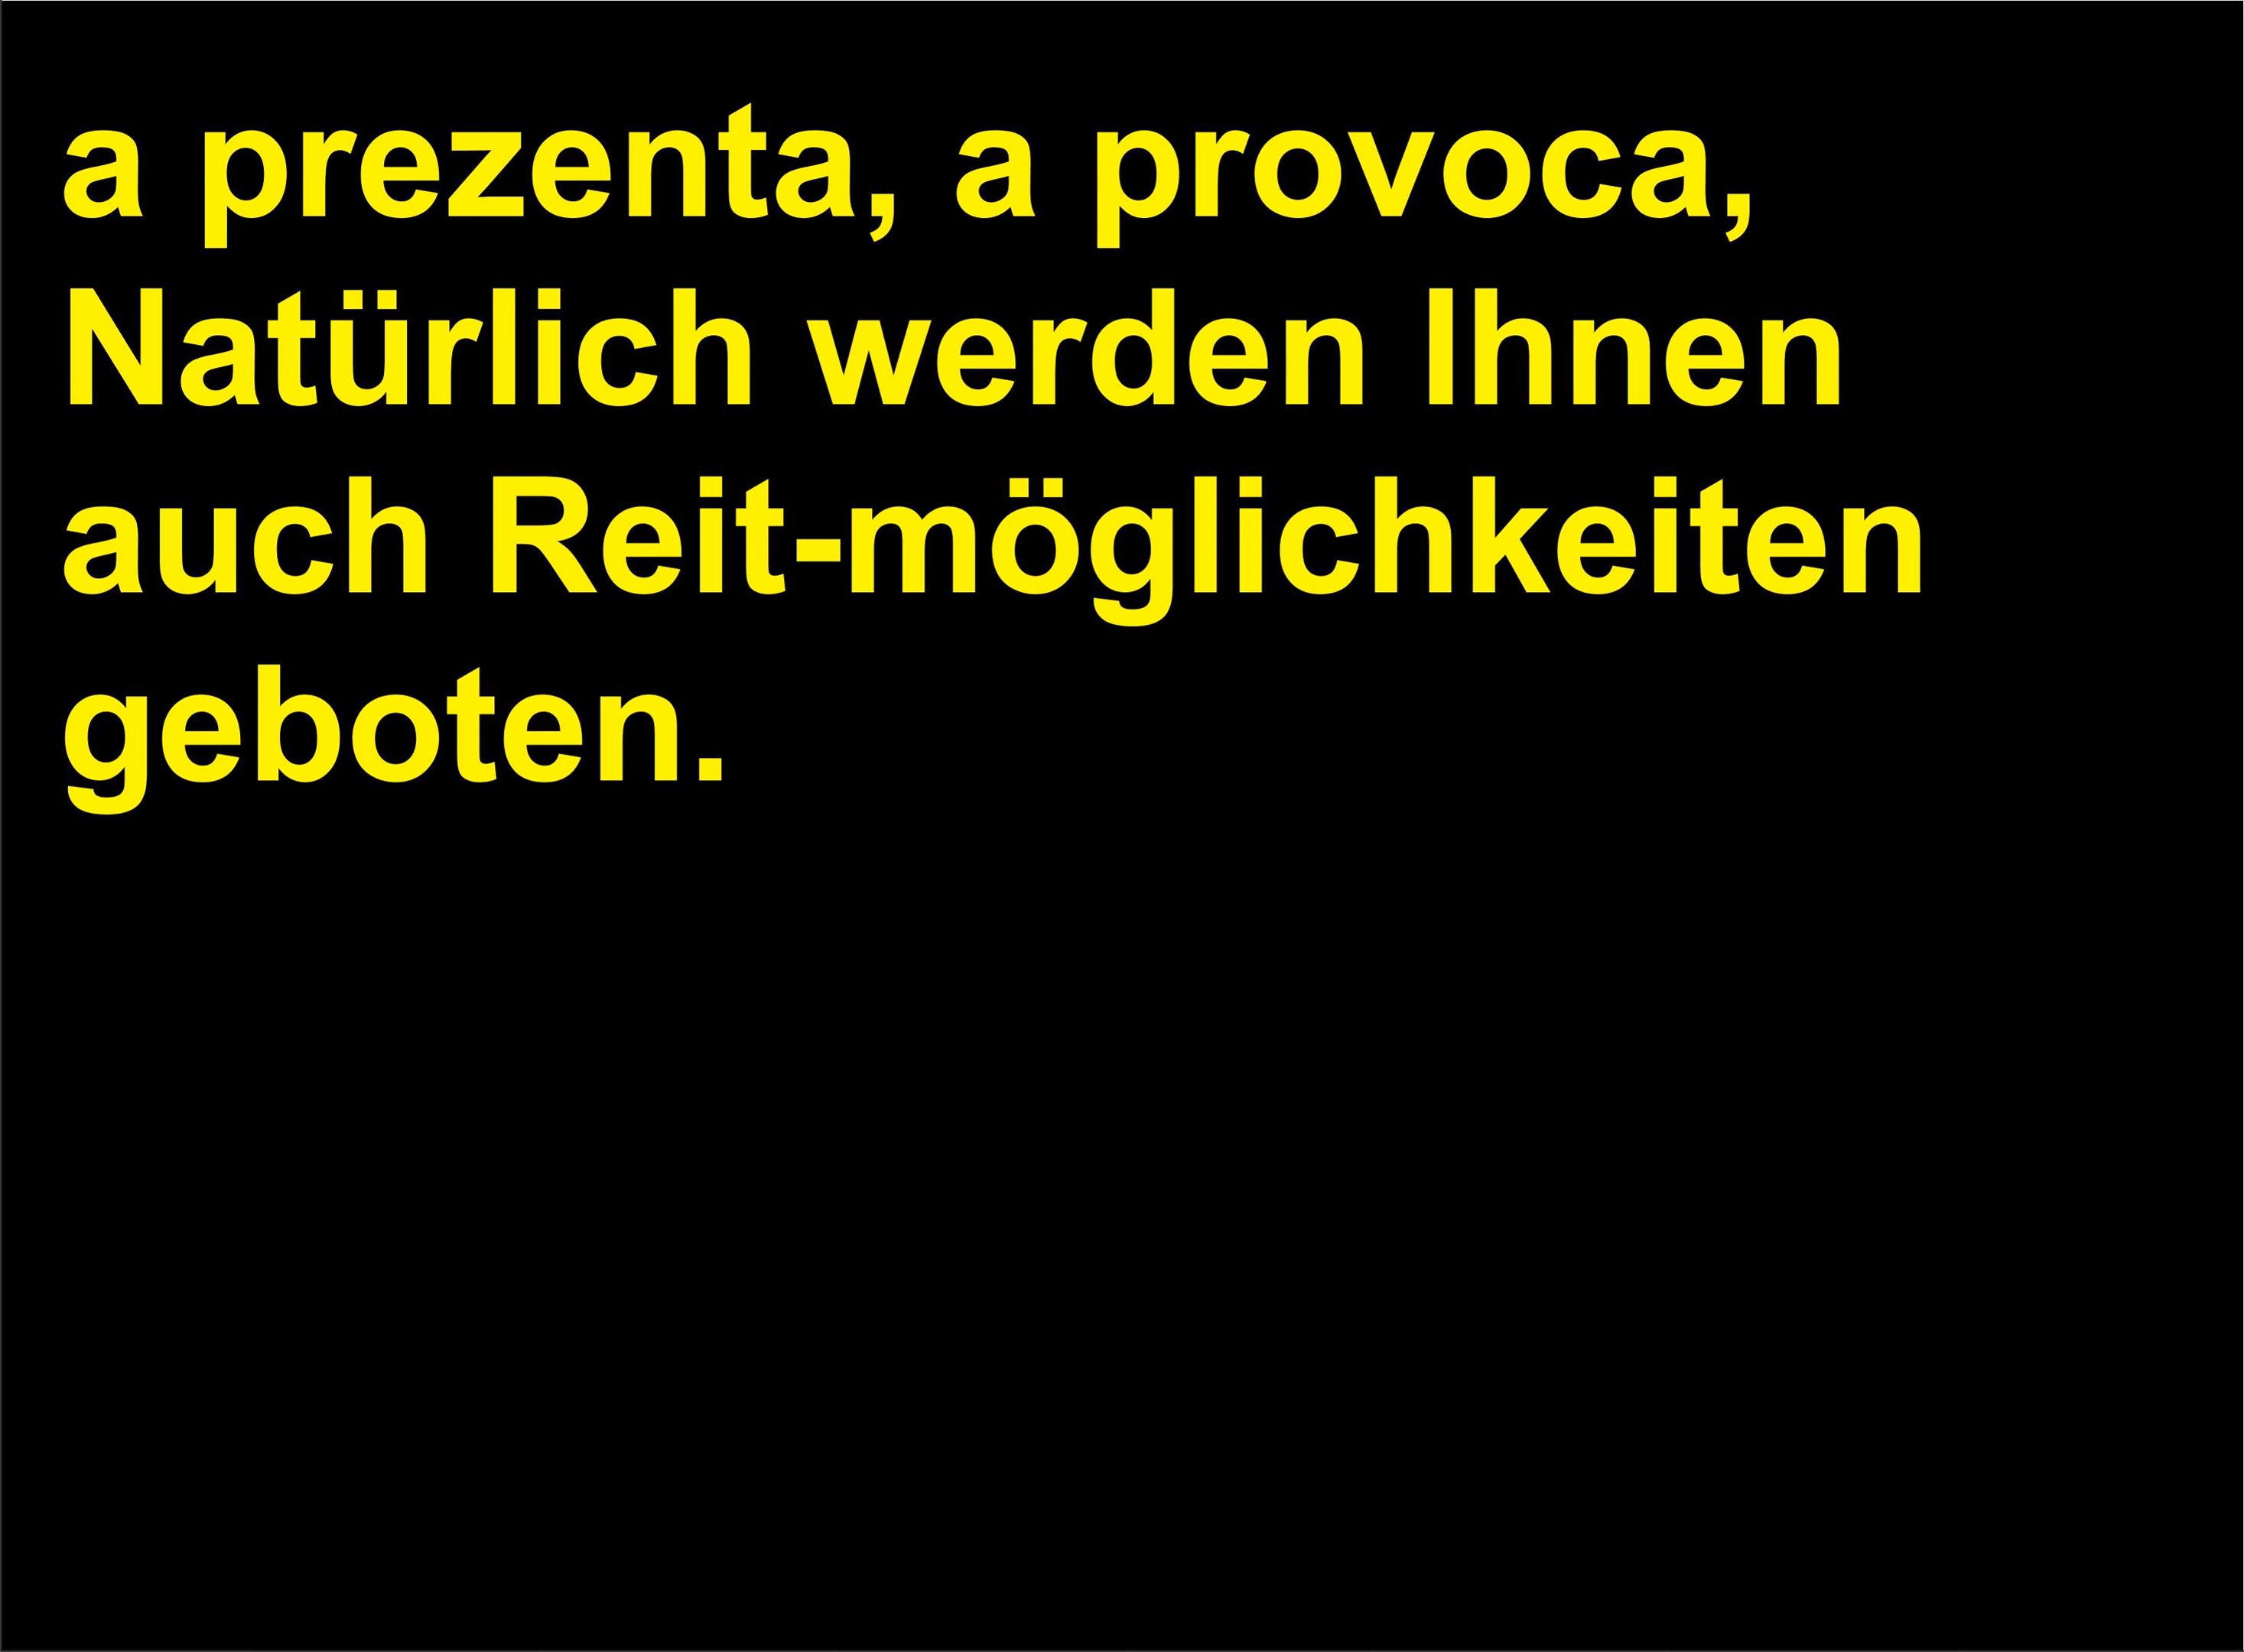 a prezenta, a provoca,
Natürlich werden Ihnen
auch Reit-möglichkeiten
geboten.